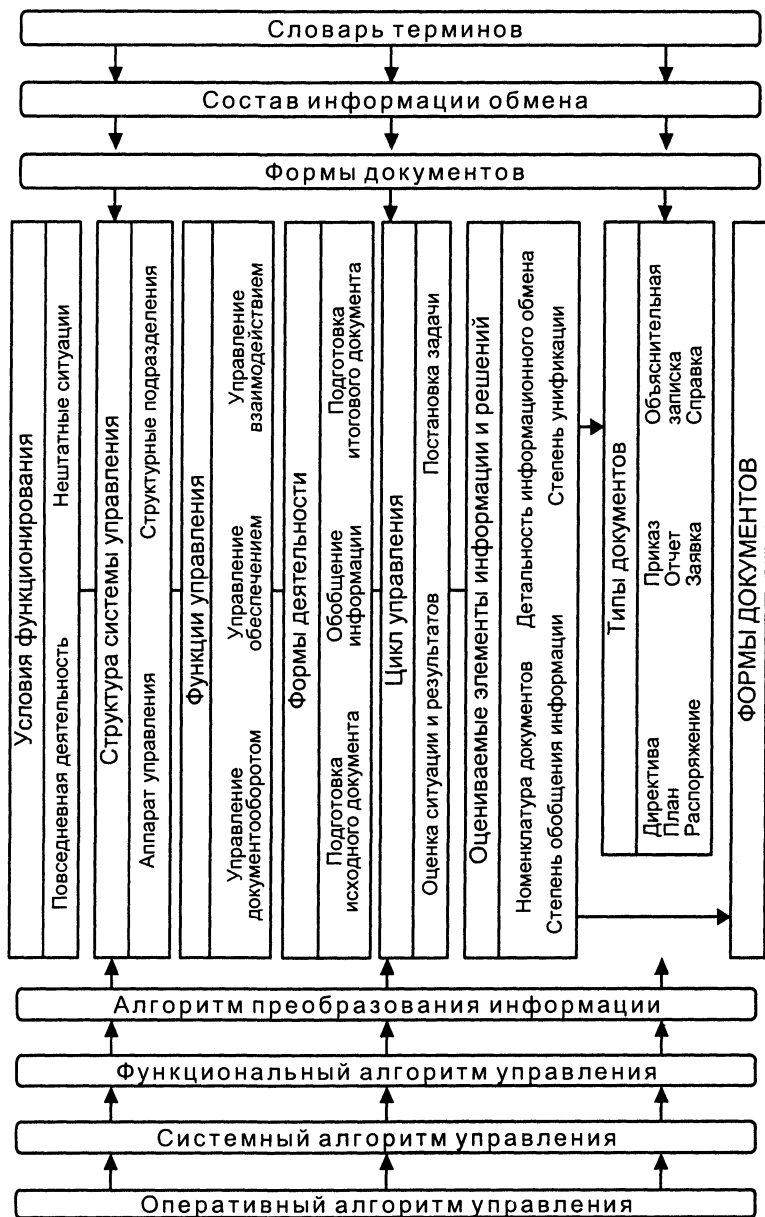 Словарь терминов
Состав информации обмена
Формы документов
Условия функционирования
Повседневная деятельность
Нештатные ситуации
Структура системы управления
Аппарат управления
Структурные подразделения
Функции управления
Управление
документооборотом
Управление
обеспечением
Управление
взаимодействием
Формы деятельности
Подготовка
исходного документа
Обобщение
информации
Подготовка
итогового документа
Цикл управления
Оценка ситуации и результатов
Постановка задачи
Оцениваемые элементы информации и решений
Номенклатура документов
Детальность информационного обмена
Степень обобщения информации
Степень унификации
Типы документов
Директива
План
Распоряжение
Приказ
Отчет
Заявка
Объяснительная
записка
Справка
ФОРМЫ ДОКУМЕНТОВ
Алгоритм преобразования информации
Функциональный алгоритм управления
Системный алгоритм управления
Оперативный алгоритм управления